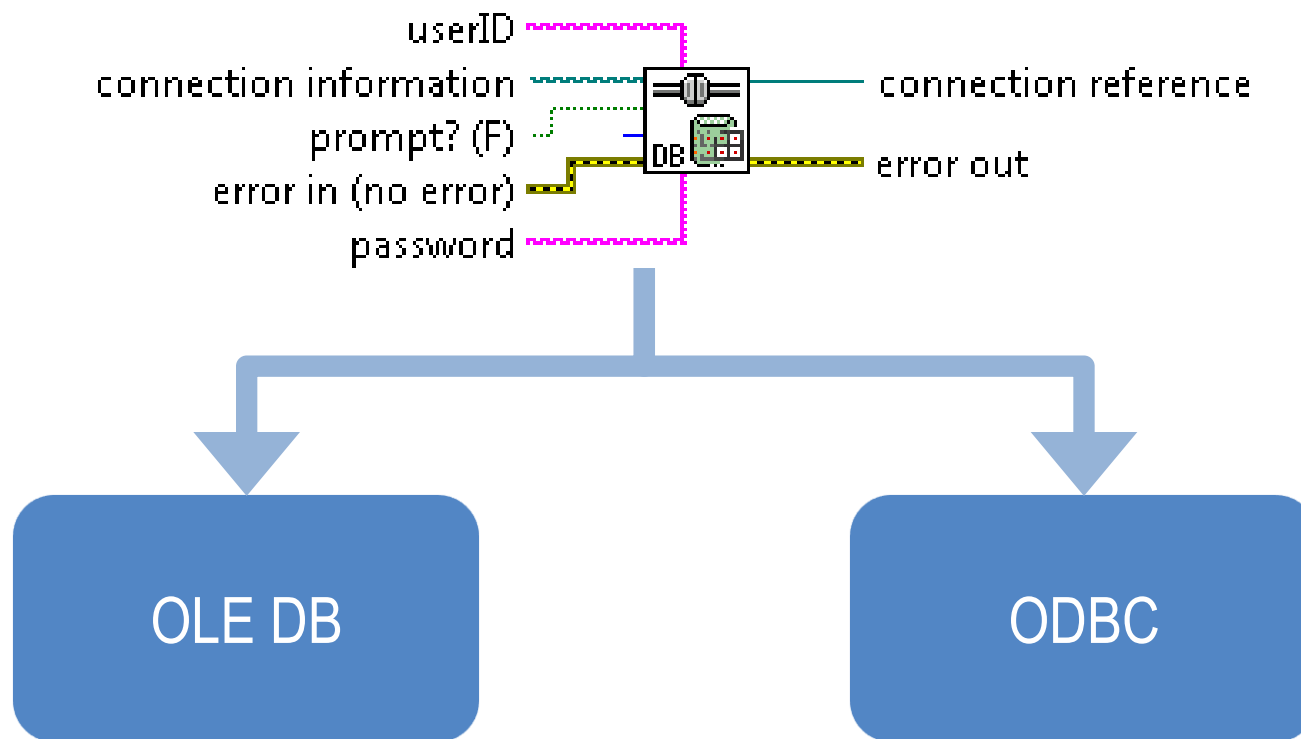 userID
connection information
connection reference
prompt? (F)
DB
error out
error in (no error)
password
OLE DB
ODBC